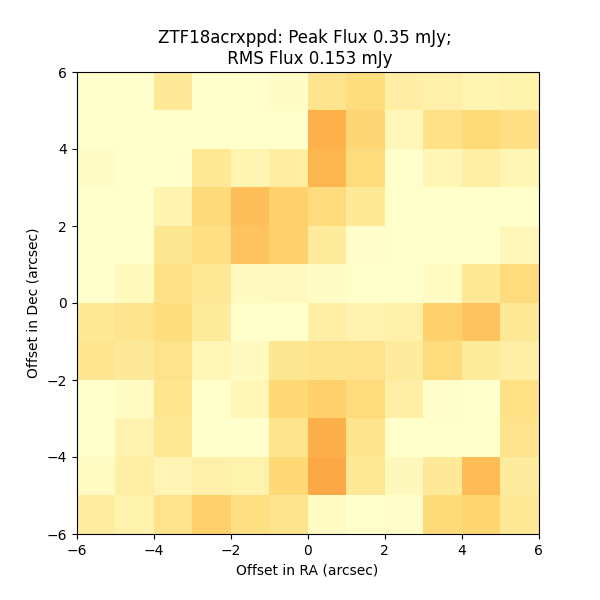 ZTF18acrxppd: Peak Flux 0.35 mJy;
RMS Flux 0.153 mJy
6
4
2
0
−2
−4
−6
Offset in Dec (arcsec)
−6 −4 −2 0 2 4 6
Offset in RA (arcsec)